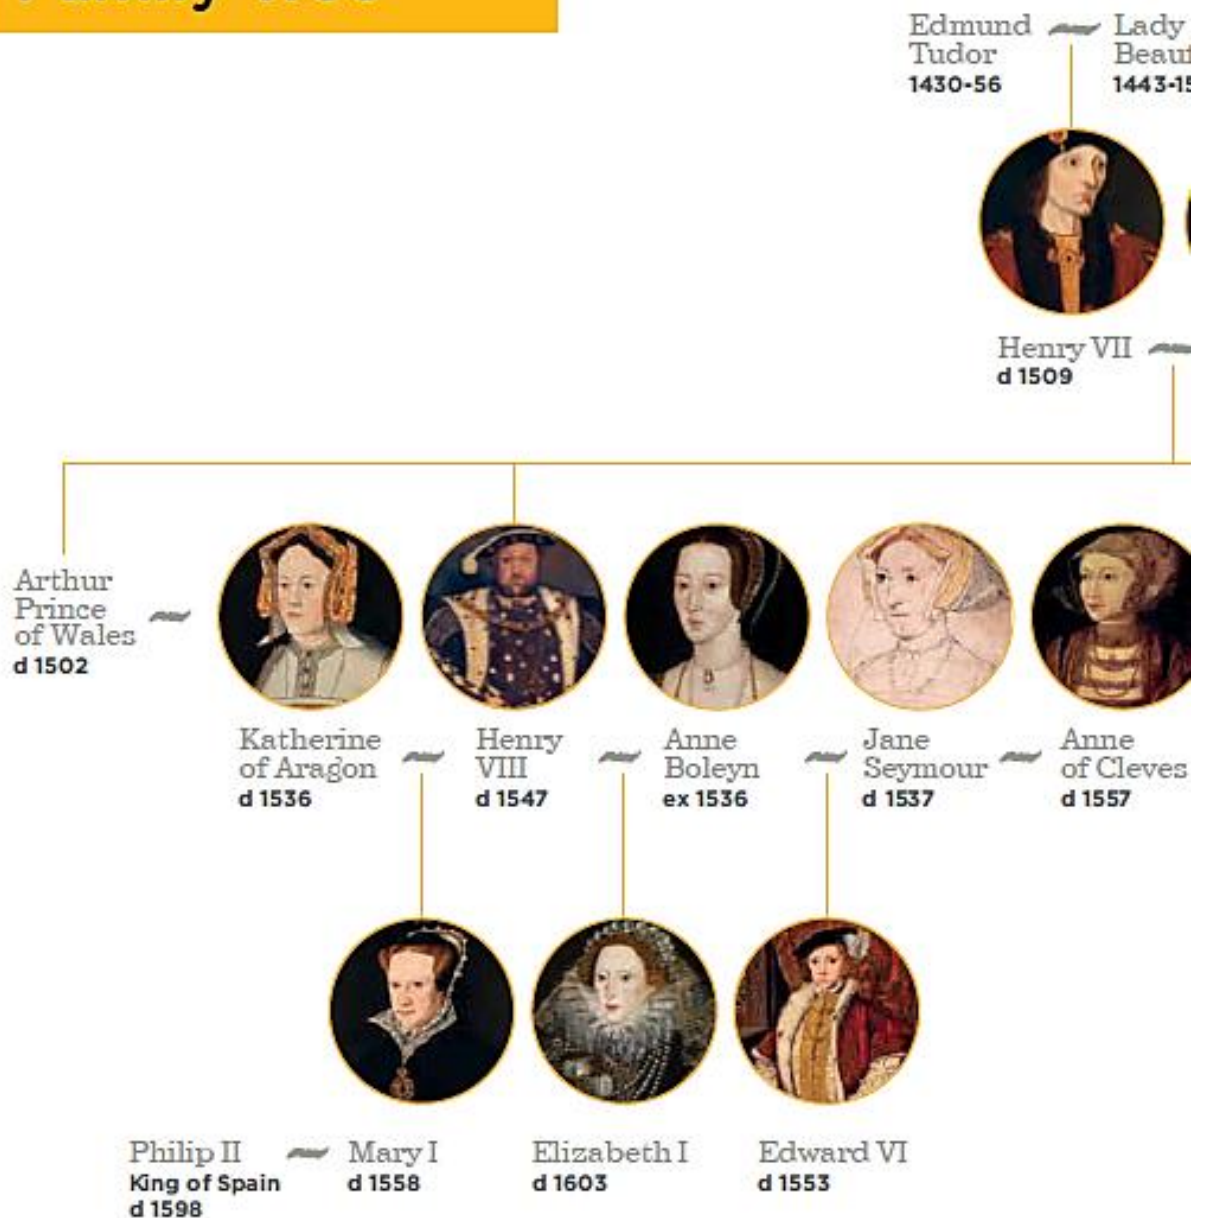 Edmund
Tudor
1430-56
Lady
Henry VII
d 1509
Arthur
Prince
of Wales
d 1502
Katherine
of Aragon
d 1536
Henry
VIII
d 1547
Anne
Boleyn
ex 1536
Jane
Seymour
d 1537
Anne
of Cleves
d 1557
Philip II
King of Spain
d 1598
Mary I
d 1558
Elizabeth I
d 1603
Edward VI
d 1553